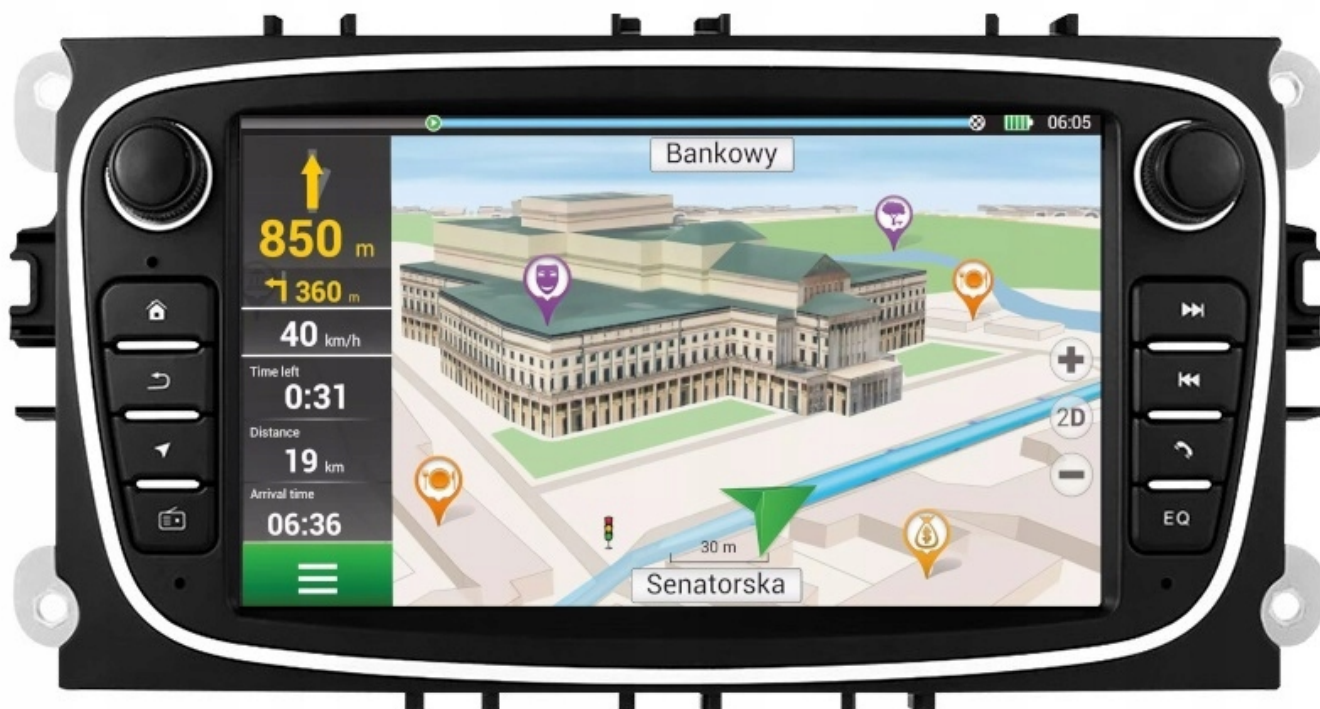 06:05
Bankowy
850 m
360 m
40 km/h
Time left
0:31
Distance
19 km
Arrival time
06:36
2D
30 m
Senatorska
EQ